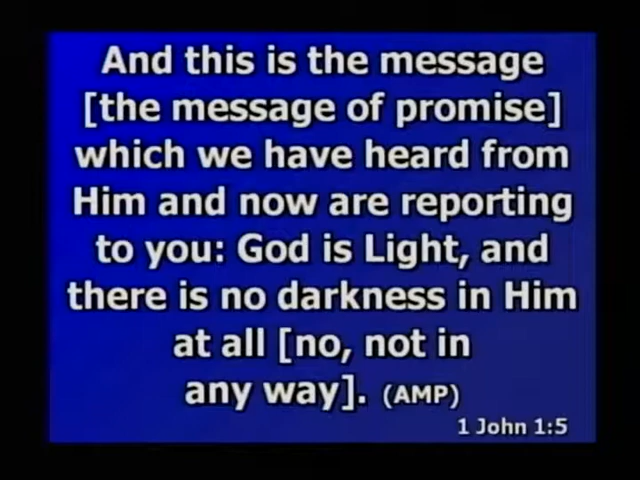 And this is the message
[the message of promise]
which we have heard from
Him and now are reporting
to you: God is Light, and
there is no darkness in Him
at all [no, not in
any way]. (AMP)
1 John 1:5